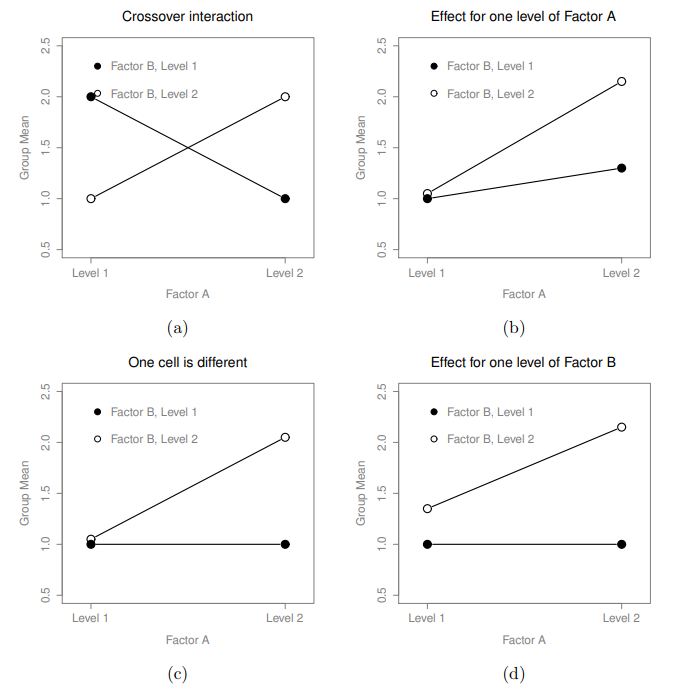 Crossover interaction
Factor B, Level 1
Factor B, Level 2
Group Mean
2.5
2.0
1.5
1.0
0.5
Level 1
Level 2
Factor A
(a)
Effect for one level of Factor A
Factor B, Level 1
Factor B, Level 2
Group Mean
2.5
2.0
1.5
1.0
0.5
Level 1
Level 2
Factor A
(b)
One cell is different
Factor B, Level 1
Factor B, Level 2
Group Mean
2.5
2.0
1.5
1.0
0.5
Level 1
Level 2
Factor A
(c)
Effect for one level of Factor B
Factor B, Level 1
Factor B, Level 2
Group Mean
2.5
2.0
1.5
1.0
0.5
Level 1
Level 2
Factor A
(d)